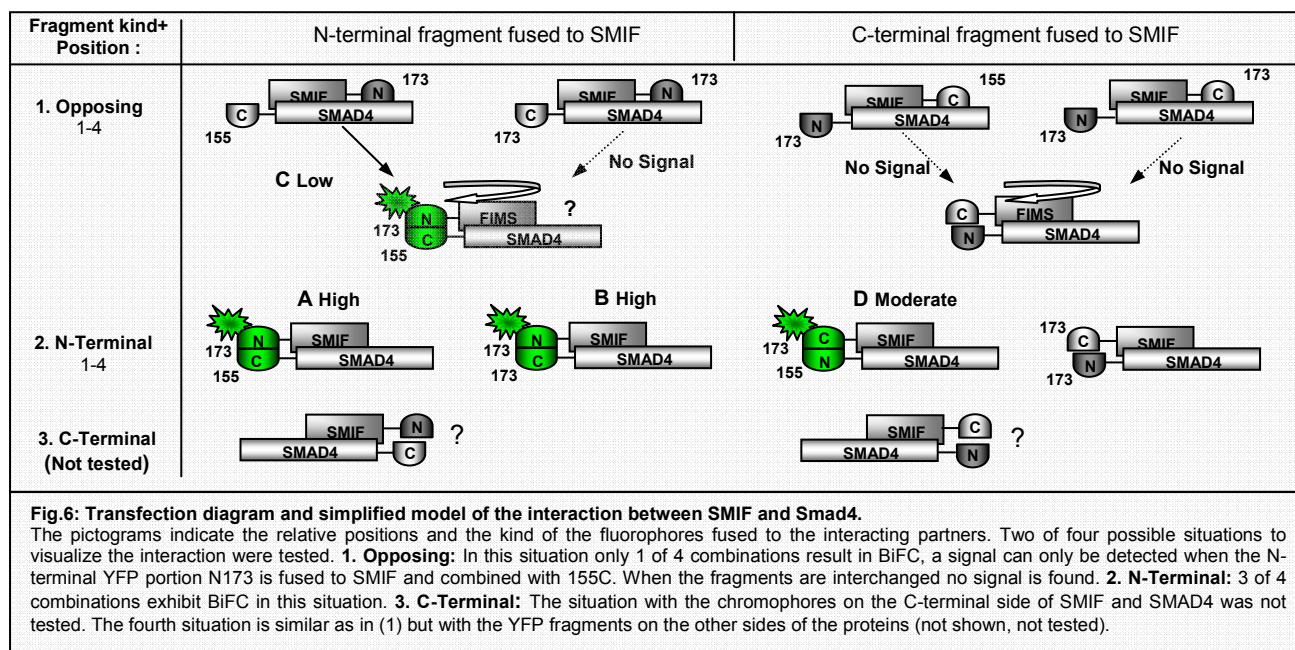 Fragment kind+
Position :
N-terminal fragment fused to SMIF
C-terminal fragment fused to SMIF
1. Opposing
1-4
SMIF
N
173
C
SMAD4
155
SMIF
N
173
C
SMAD4
173
155
SMIF
C
N
SMAD4
173
173
SMIF
C
N
SMAD4
173
C Low
No Signal
No Signal
No Signal
N
FIMS
?
173
C
SMAD4
155
C
FIMS
N
SMAD4
2. N-Terminal
1-4
A High
N
SMIF
173
C
SMAD4
155
B High
N
SMIF
173
C
SMAD4
173
D Moderate
C
SMIF
173
N
SMAD4
155
173
C
SMIF
N
SMAD4
173
3. C-Terminal
(Not tested)
SMIF
N
?
SMAD4
C
SMIF
C
?
SMAD4
N
Fig.6: Transfection diagram and simplified model of the interaction between SMIF and Smad4.
The pictograms indicate the relative positions and the kind of the fluorophores fused to the interacting partners. Two of four possible situations to
visualize the interaction were tested. 1. Opposing: In this situation only 1 of 4 combinations result in BiFC, a signal can only be detected when the N-
terminal YFP portion N173 is fused to SMIF and combined with 155C. When the fragments are interchanged no signal is found. 2. N-Terminal: 3 of 4
combinations exhibit BiFC in this situation. 3. C-Terminal: The situation with the chromophores on the C-terminal side of SMIF and SMAD4 was not
tested. The fourth situation is similar as in (1) but with the YFP fragments on the other sides of the proteins (not shown, not tested).